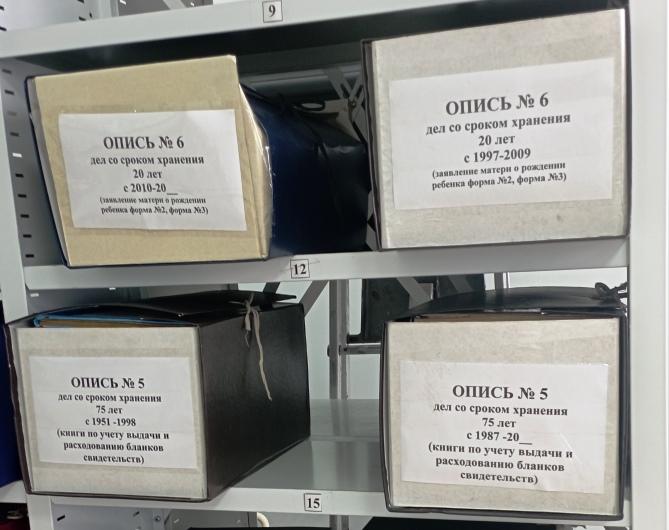 9
ОПИСЬ № 6
дел со сроком хранения
20 лет
с 2010-20__
(заявление матери о рождении
ребенка форма №2, форма №3)
ОПИСЬ № 6
дел со сроком хранения
20 лет
с 1997-2009
(заявление матери о рождении
ребенка форма №2, форма №3)
12
ОПИСЬ № 5
дел со сроком хранения
75 лет
с 1951 -1998
(книги по учету выдачи и
расходованию бланков
свидетельств)
ОПИСЬ № 5
дел со сроком хранения
75 лет
с 1987 -20__
(книги по учету выдачи и
расходованию бланков
свидетельств)
15